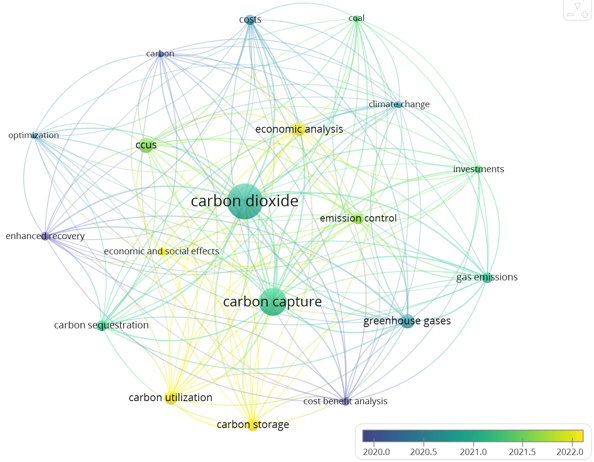 costs
coal
carbon
climate change
economic analysis
optimization
ccus
investments
carbon dioxide
emission control
enhanced recovery
economic and social effects
gas emissions
carbon capture
greenhouse gases
carbon sequestration
carbon utilization
cost benefit analysis
carbon storage
2020.0 2020.5 2021.0 2021.5 2022.0